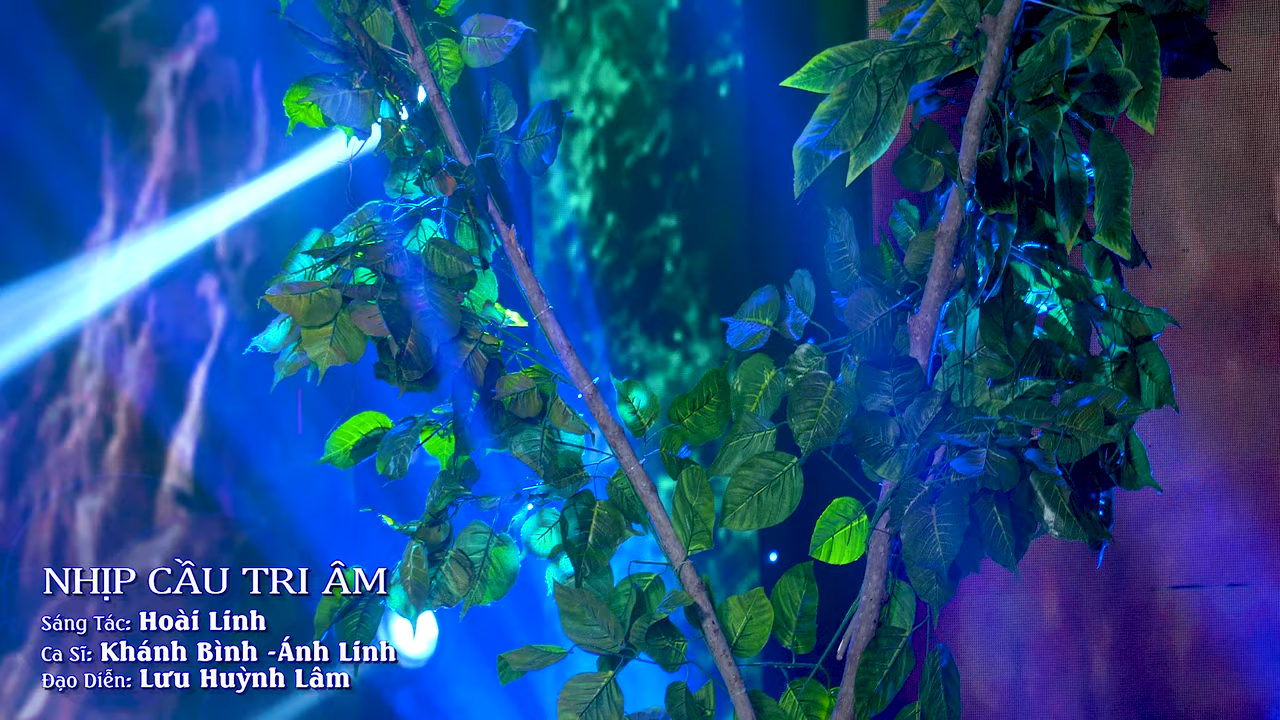 NHỊP CẦU TRI ÂM
Sáng Tác: Hoài Linh
Ca Sĩ: Khánh Bình -Ánh Linh
Đạo Diễn: Lưu Huỳnh Lâm